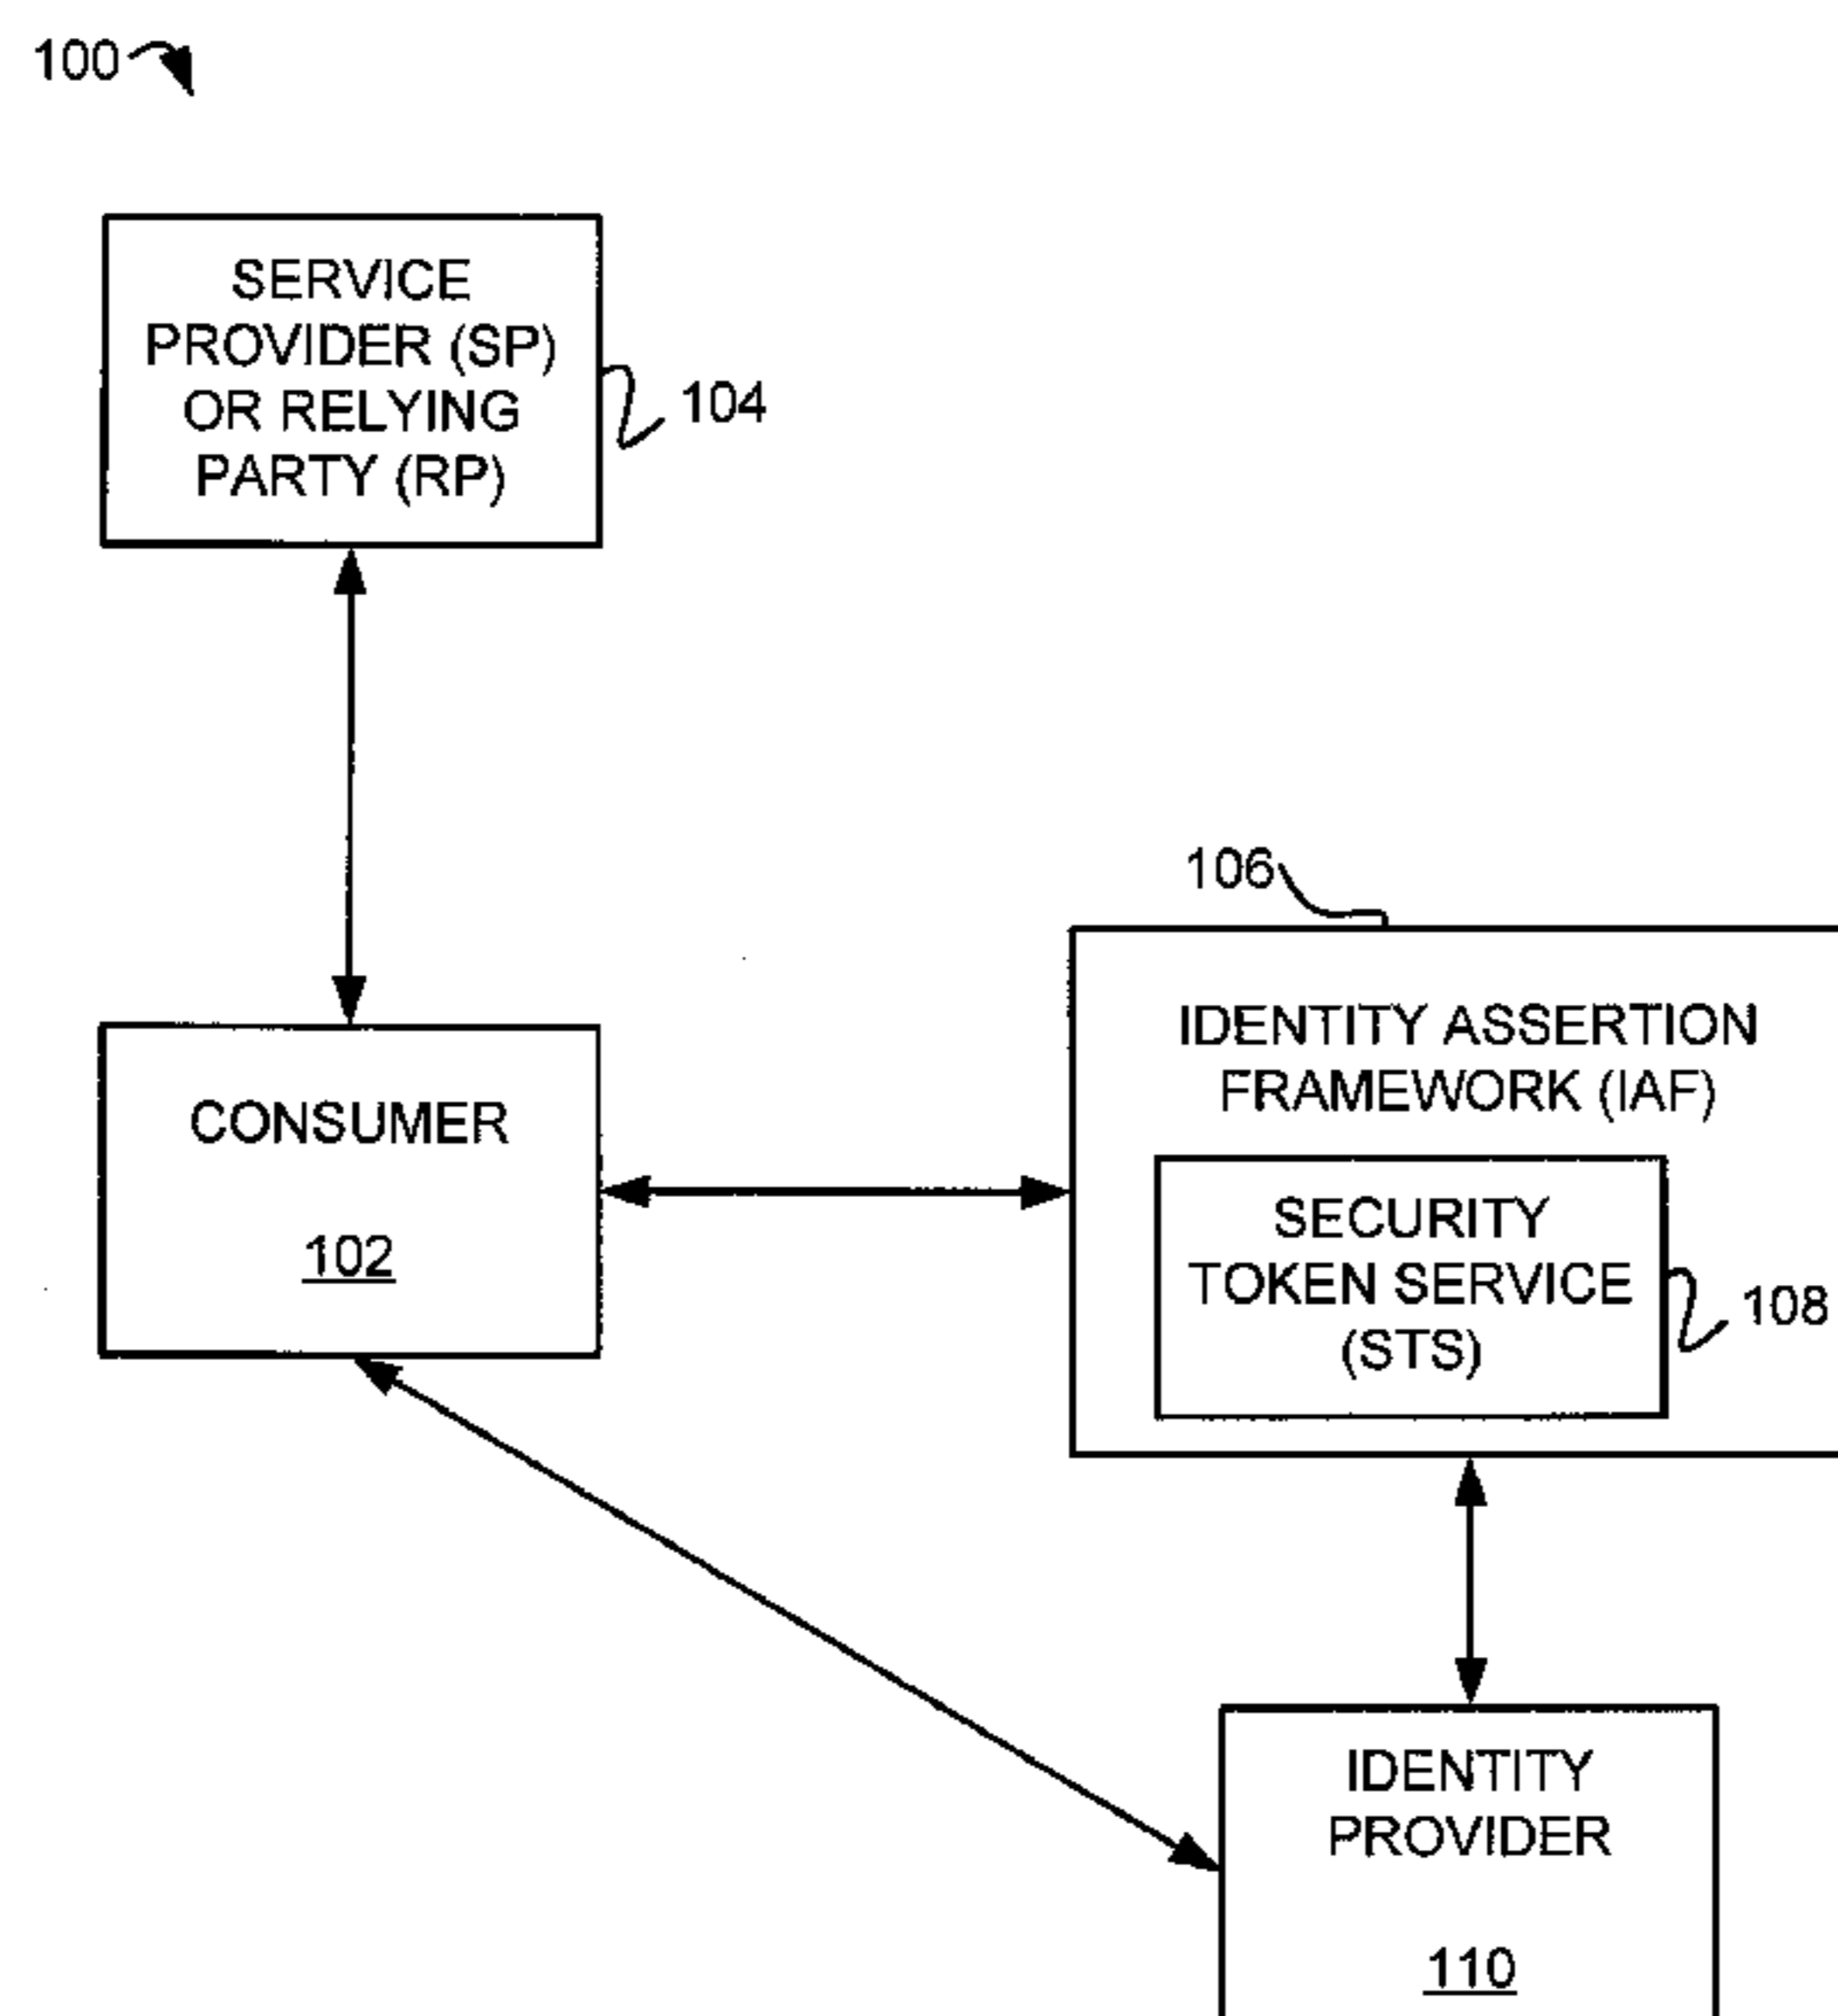 100
SERVICE
PROVIDER (SP)
OR RELYING
PARTY (RP)
104
106
IDENTITY ASSERTION
FRAMEWORK (IAF)
CONSUMER
102
SECURITY
TOKEN SERVICE
(STS)
108
IDENTITY
PROVIDER
110